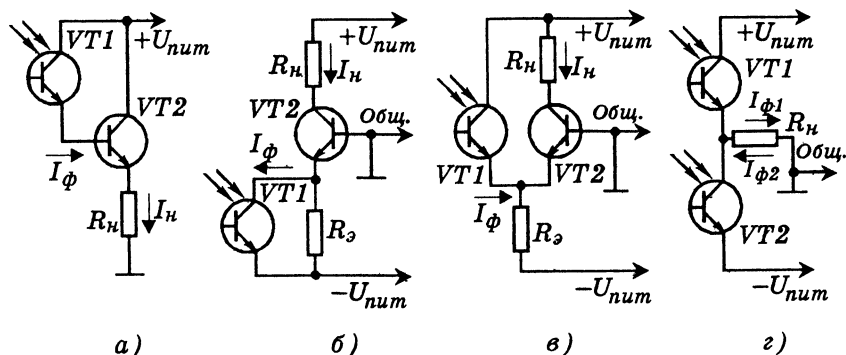 VT1
+Uпит
VT2
Iф
Rн
Iн
а)
+Uпит
Rн
Iн
VT2
Общ.
Iф
VT1
Rэ
−Uпит
б)
+Uпит
Rн
Iн
Общ.
VT1
VT2
Iф
Rэ
−Uпит
в)
+Uпит
VT1
Iф1
Rн
Общ.
Iф2
VT2
−Uпит
г)